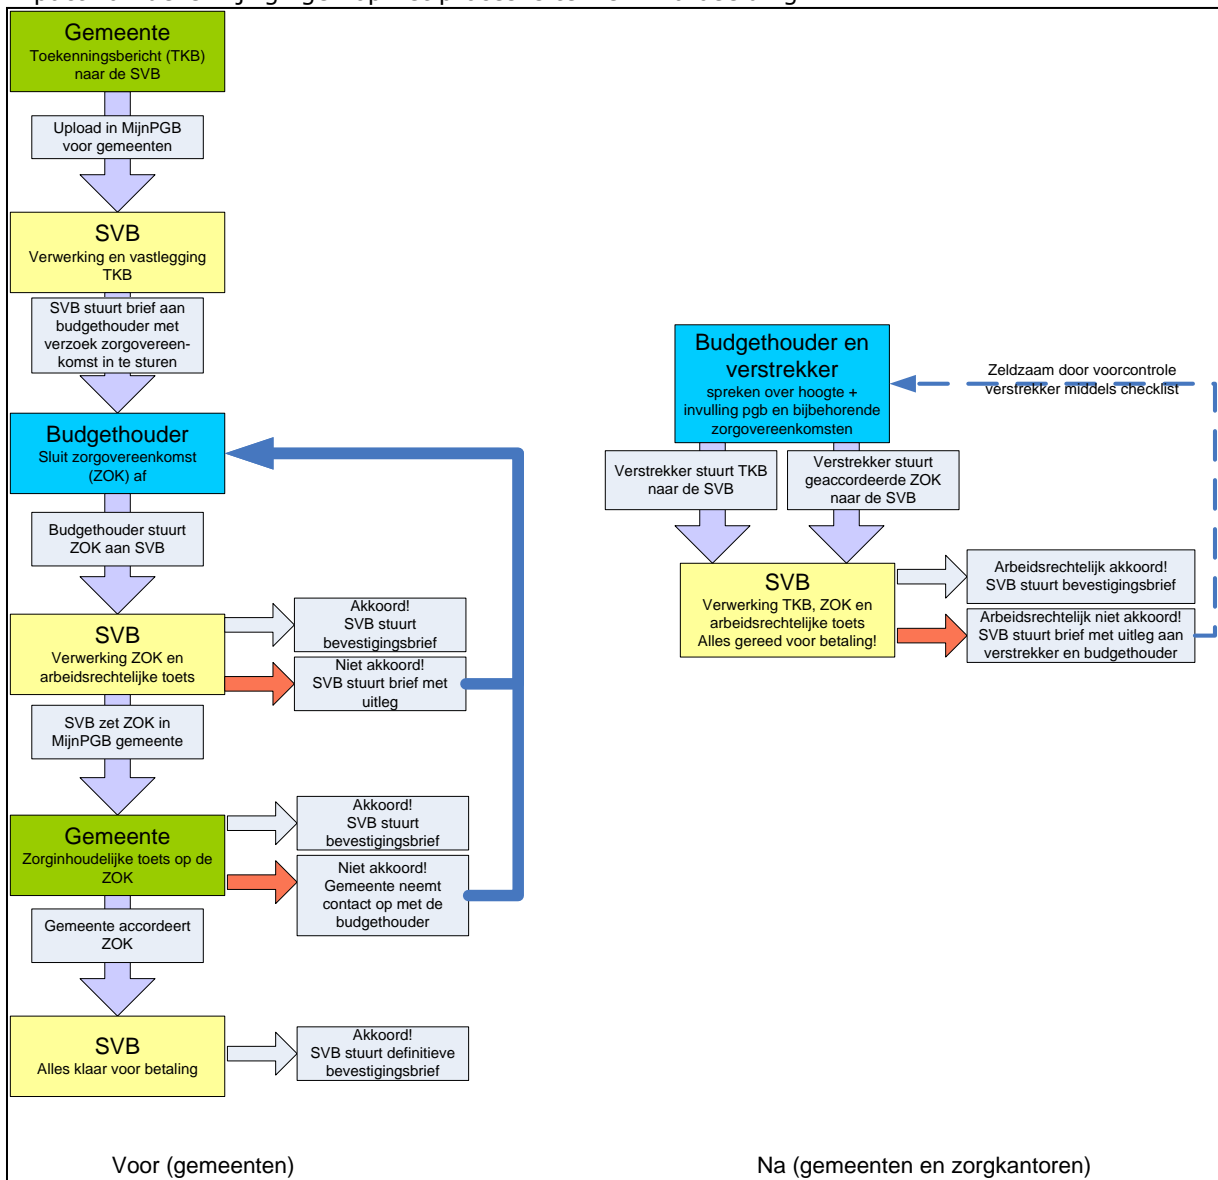 Gemeente
Toekenningsbericht (TKB)
naar de SVB
Upload in MijnPGB
voor gemeenten
SVB
Verwerking en vastlegging
TKB
SVB stuurt brief aan
budgethouder met
verzoek zorgovereen-
komst in te sturen
Budgethouder
Sluit zorgovereenkomst
(ZOK) af
Budgethouder stuurt
ZOK aan SVB
SVB
Verwerking ZOK en
arbeidsrechtelijke toets
Akkoord!
SVB stuurt
bevestigingsbrief
Niet akkoord!
SVB stuurt brief met
uitleg
SVB zet ZOK in
MijnPGB gemeente
Gemeente
Zorginhoudelijke toets op de
ZOK
Akkoord!
SVB stuurt
bevestigingsbrief
Niet akkoord!
Gemeente neemt
contact op met de
budgethouder
Gemeente accordeert
ZOK
SVB
Alles klaar voor betaling
Akkoord!
SVB stuurt definitieve
bevestigingsbrief
Voor (gemeenten)
Budgethouder en
verstrekker
spreken over hoogte +
invulling pgb en bijbehorende
zorgovereenkomsten
Zeldzaam door voorcontrole
verstrekker middels checklist
Verstrekker stuurt TKB
naar de SVB
Verstrekker stuurt
geaccordeerde ZOK
naar de SVB
SVB
Verwerking TKB, ZOK en
arbeidsrechtelijke toets
Alles gereed voor betaling!
Arbeidsrechtelijk akkoord!
SVB stuurt bevestigingsbrief
Arbeidsrechtelijk niet akkoord!
SVB stuurt brief met uitleg aan
verstrekker en budgethouder
Na (gemeenten en zorgkantoren)